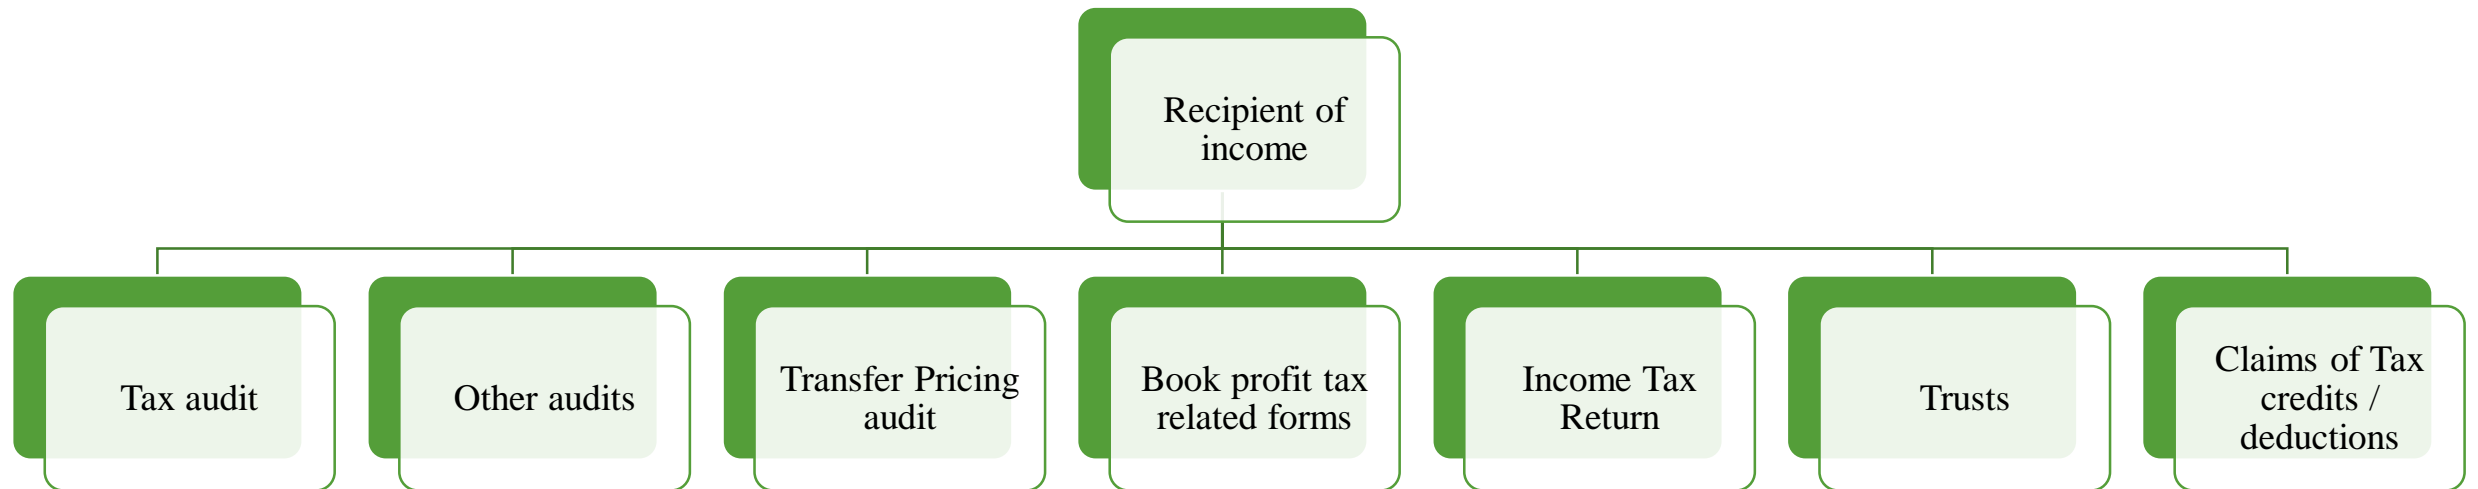 Recipient of
income
Tax audit
Other audits
Transfer Pricing
audit
Book profit tax
related forms
Income Tax
Return
Trusts
Claims of Tax
credits /
deductions